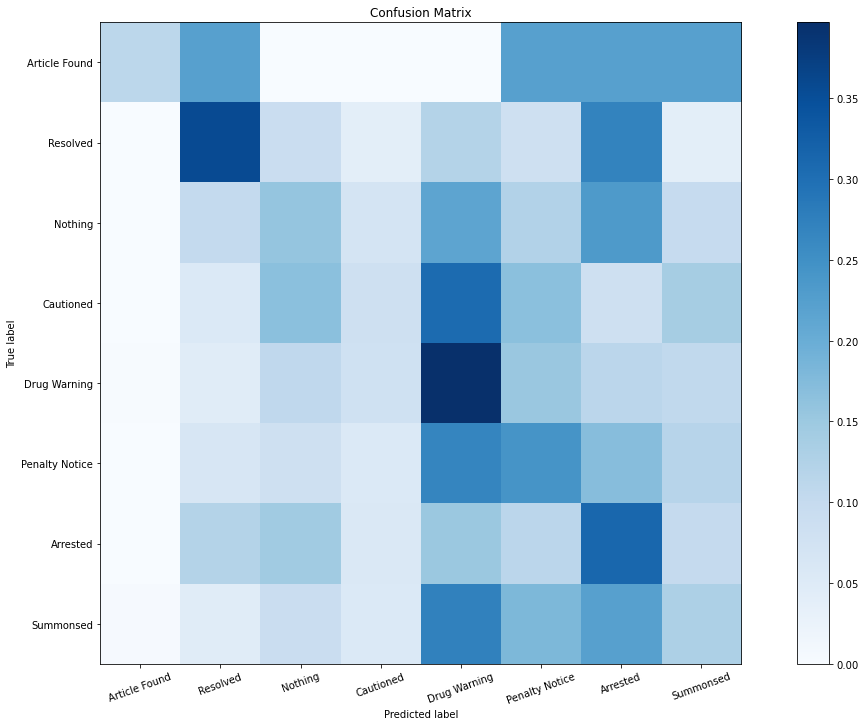 Confusion Matrix
True label
Article Found
Resolved
Nothing
Cautioned
Drug Warning
Penalty Notice
Arrested
Summonsed
Article Found
Resolved
Nothing
Cautioned
Drug Warning
Penalty Notice
Arrested
Summonsed
Predicted label
0.35
0.30
0.25
0.20
0.15
0.10
0.05
0.00